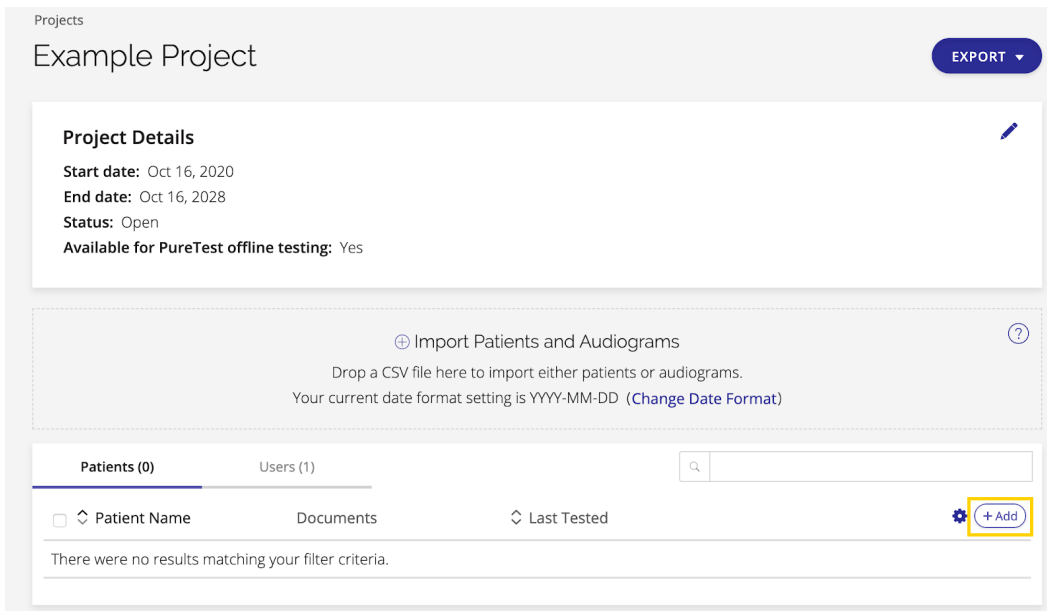 Projects
Example Project
EXPORT
Project Details
Start date: Oct 16, 2020
End date: Oct 16, 2028
Status: Open
Available for PureTest offline testing: Yes
Import Patients and Audiograms
?
Drop a CSV file here to import either patients or audiograms.
Your current date format setting is YYYY-MM-DD (Change Date Format)
Patients (0) Users (1)
Patient Name Documents Last Tested + Add
There were no results matching your filter criteria.